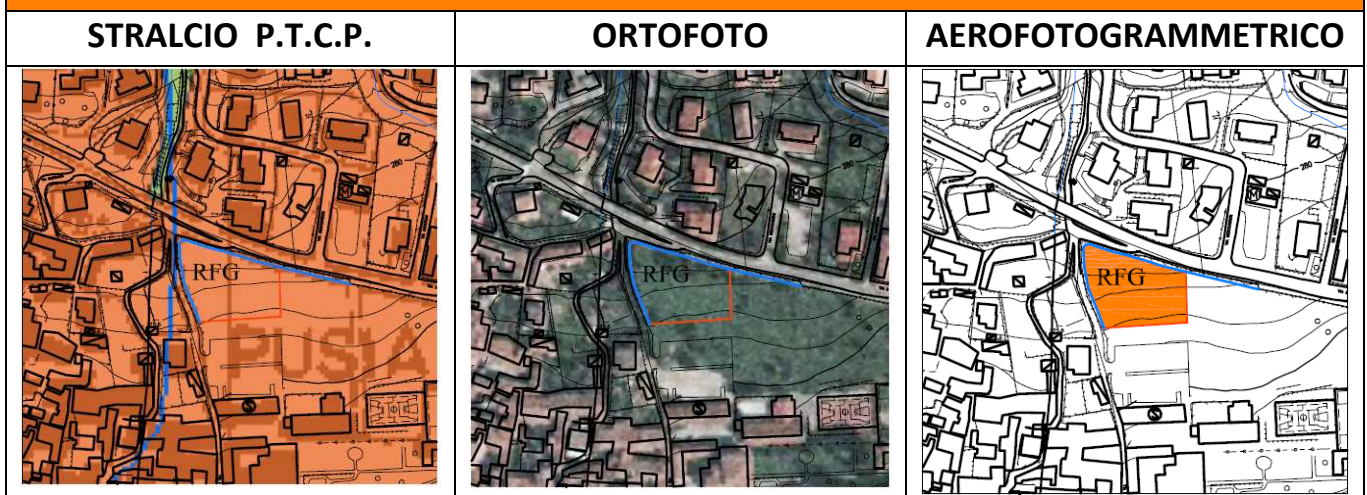 STRALCIO P.T.C.P.
ORTOFOTO
AEROFOTOGRAMMETRICO
RFG
PUSIA
RFG
280
RFG
280